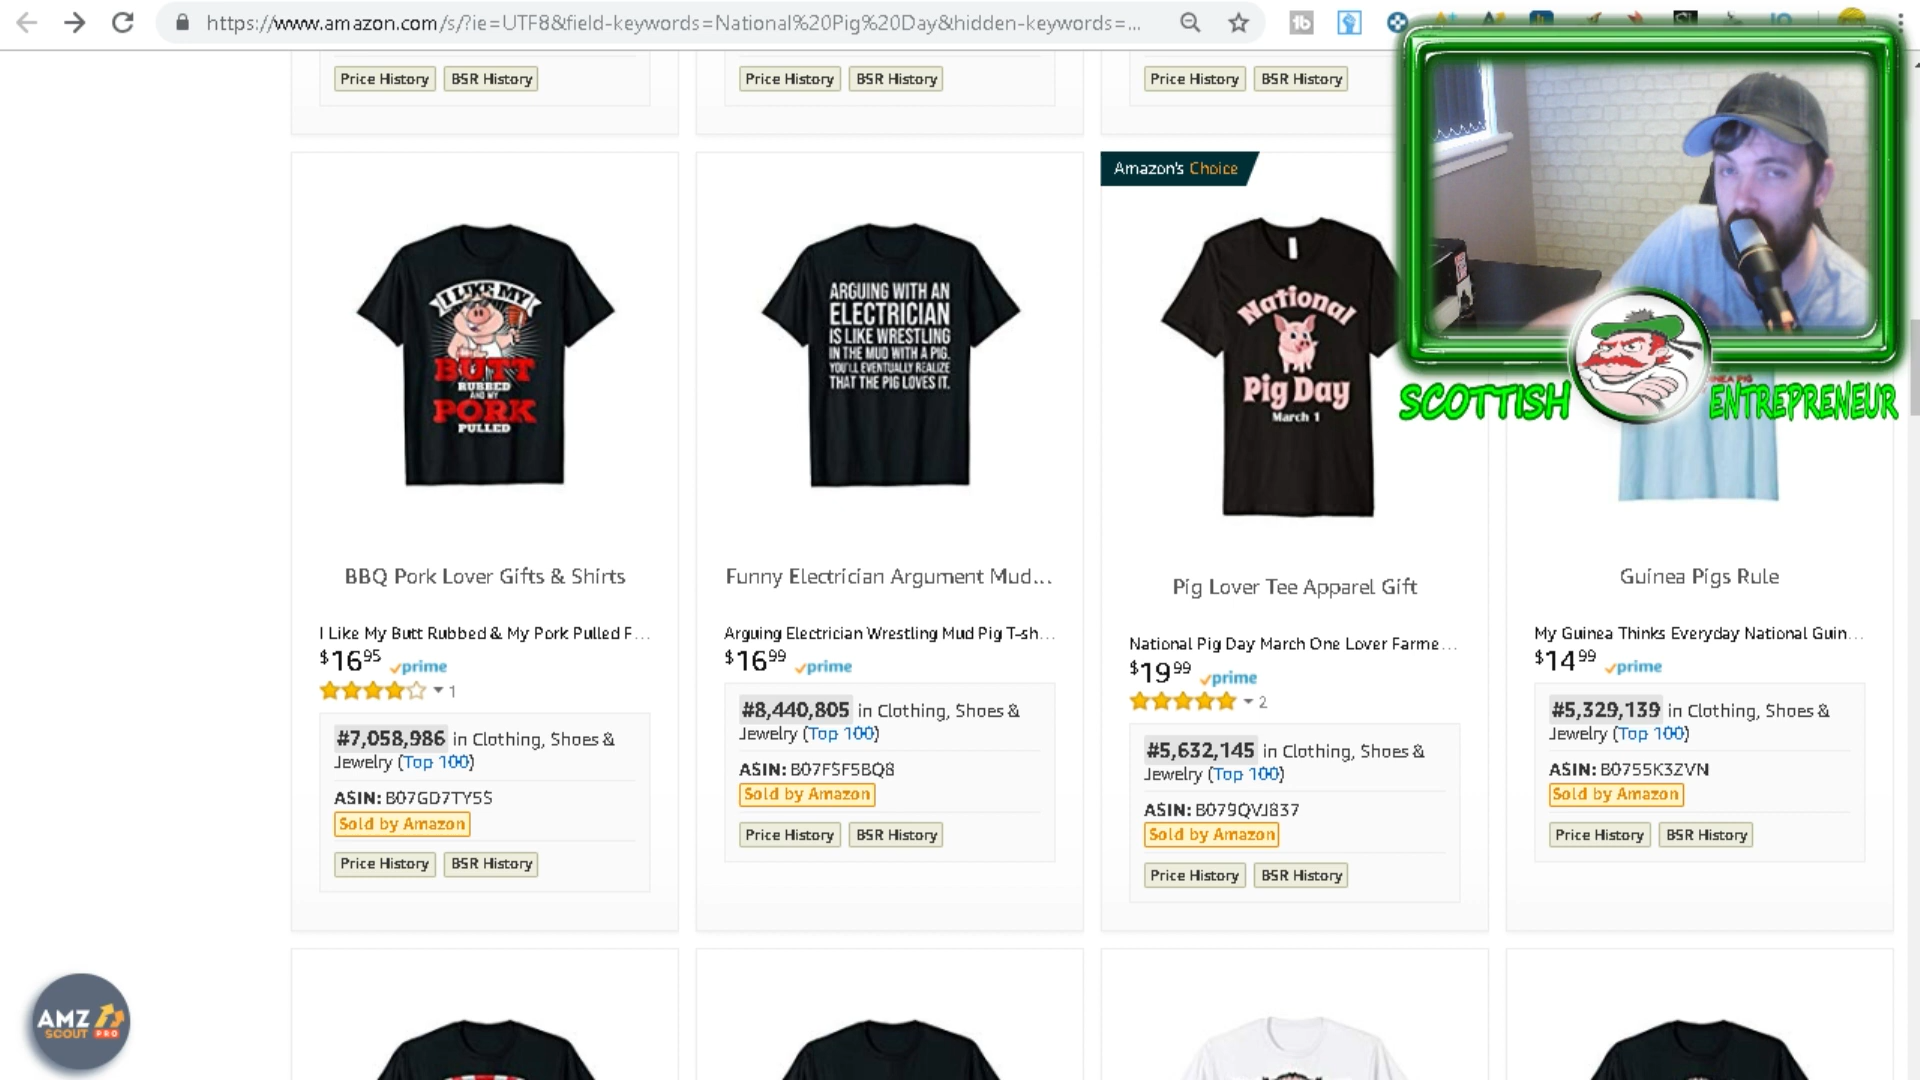 https://www.amazon.com/s/?ie=UTF8&field-keywords=National%20Pig%20Day&hidden-keywords=...
Price History BSR History
Price History BSR History
Price History BSR History
Amazon's Choice
I LIKE MY
BUTT
RUBBED
AND MY
PORK
PULLED
ARGUING WITH AN
ELECTRICIAN
IS LIKE WRESTLING
IN THE MUD WITH A PIG.
YOU'LL EVENTUALLY REALIZE
THAT THE PIG LOVES IT.
National
Pig Day
March 1
SCOTTISH ENTREPRENEUR
BBQ Pork Lover Gifts & Shirts
I Like My Butt Rubbed & My Pork Pulled F...
$16.95 prime
1
#7,058,986 in Clothing, Shoes &
Jewelry (Top 100)
ASIN: B07GD7TY5S
Sold by Amazon
Price History BSR History
Funny Electrician Argument Mud...
Arguing Electrician Wrestling Mud Pig T-sh...
$16.99 prime
#8,440,805 in Clothing, Shoes &
Jewelry (Top 100)
ASIN: B07FSF5BQ8
Sold by Amazon
Price History BSR History
Pig Lover Tee Apparel Gift
National Pig Day March One Lover Farme...
$19.99 prime
2
#5,632,145 in Clothing, Shoes &
Jewelry (Top 100)
ASIN: B079QVJ837
Sold by Amazon
Price History BSR History
Guinea Pigs Rule
My Guinea Thinks Everyday National Guin...
$14.99 prime
#5,329,139 in Clothing, Shoes &
Jewelry (Top 100)
ASIN: B0755K3ZVN
Sold by Amazon
Price History BSR History
AMZ
SCOUT PRO